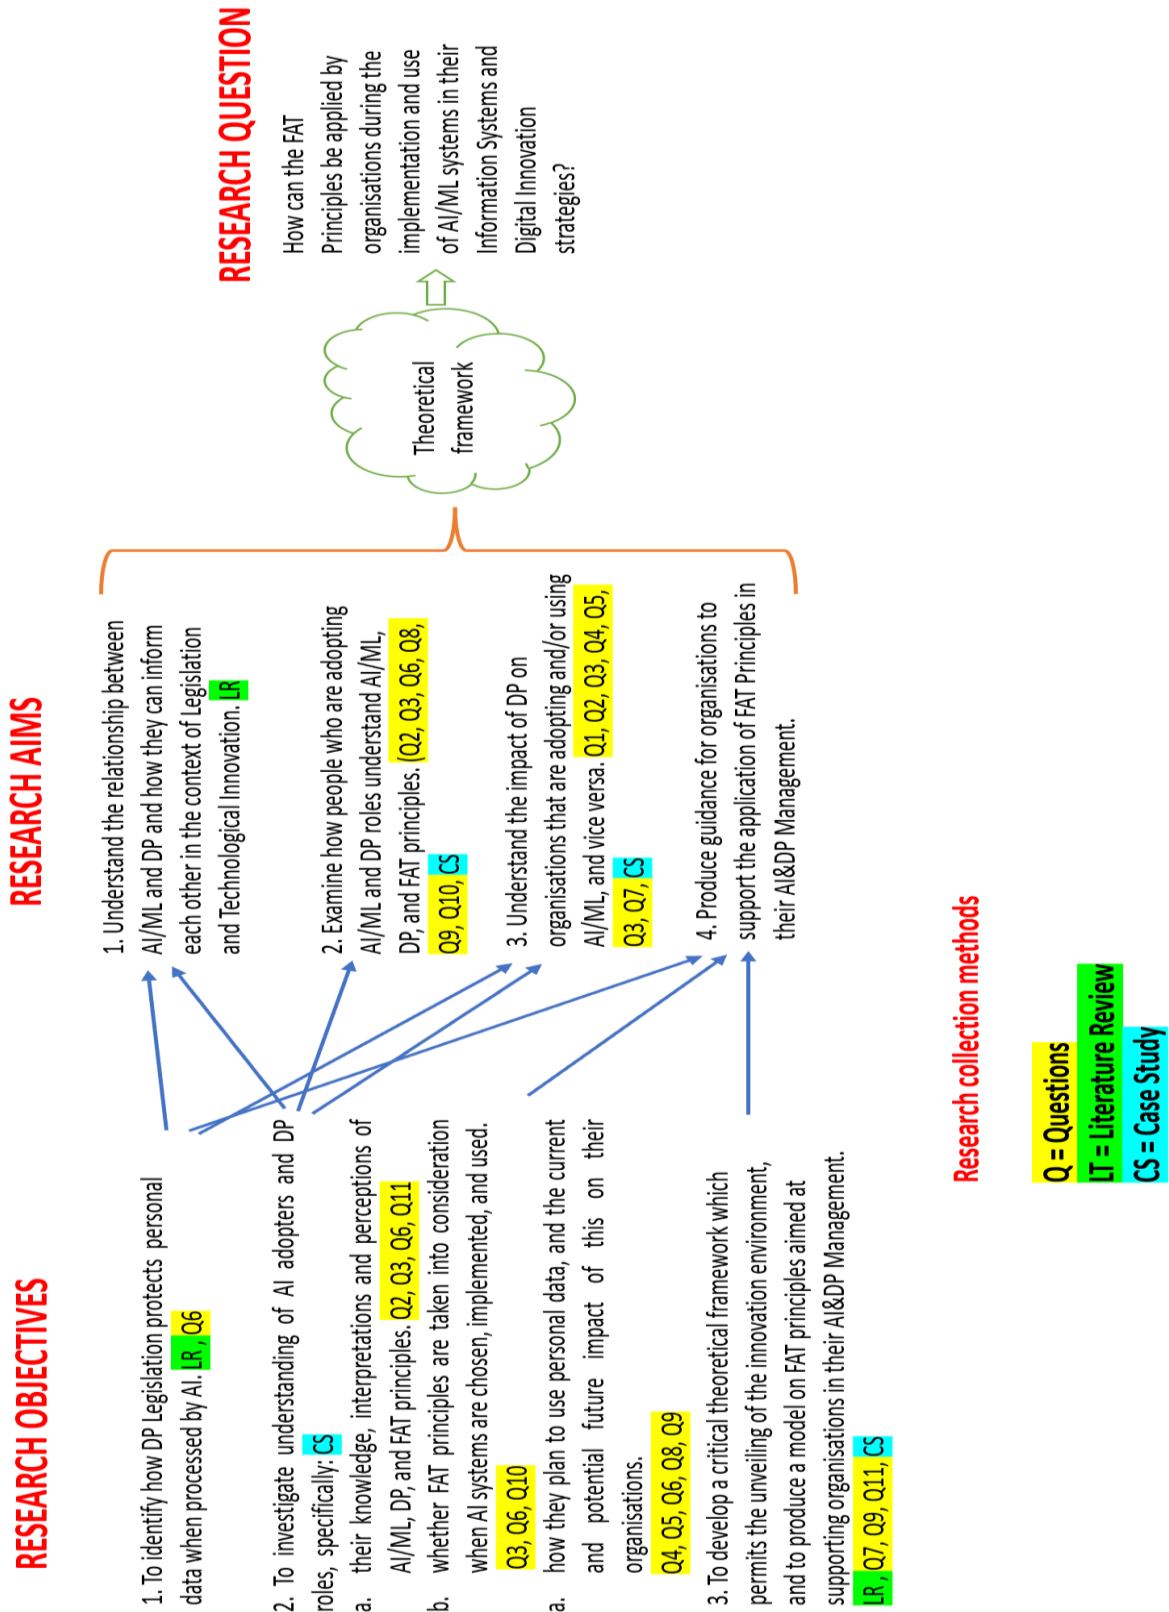 RESEARCH OBJECTIVES
1. To identify how DP Legislation protects personal
data when processed by AI. LR , Q6
2. To investigate understanding of AI adopters and DP
roles, specifically: CS
a. their knowledge, interpretations and perceptions of
AI/ML, DP, and FAT principles. Q2, Q3, Q6, Q11
b. whether FAT principles are taken into consideration
when AI systems are chosen, implemented, and used.
Q3, Q6, Q10
a. how they plan to use personal data, and the current
and potential future impact of this on their
organisations.
Q4, Q5, Q6, Q8, Q9
3. To develop a critical theoretical framework which
permits the unveiling of the innovation environment,
and to produce a model on FAT principles aimed at
supporting organisations in their AI&DP Management.
LR , Q7, Q9, Q11, CS
RESEARCH AIMS
1. Understand the relationship between
AI/ML and DP and how they can inform
each other in the context of Legislation
and Technological Innovation. LR
2. Examine how people who are adopting
AI/ML and DP roles understand AI/ML,
DP, and FAT principles. (Q2, Q3, Q6, Q8,
Q9, Q10, CS
3. Understand the impact of DP on
organisations that are adopting and/or using
AI/ML, and vice versa. Q1, Q2, Q3, Q4, Q5,
Q3, Q7, CS
4. Produce guidance for organisations to
support the application of FAT Principles in
their AI&DP Management.
Theoretical
framework
RESEARCH QUESTION
How can the FAT
Principles be applied by
organisations during the
implementation and use
of AI/ML systems in their
Information Systems and
Digital Innovation
strategies?
Research collection methods
Q = Questions
LT = Literature Review
CS = Case Study